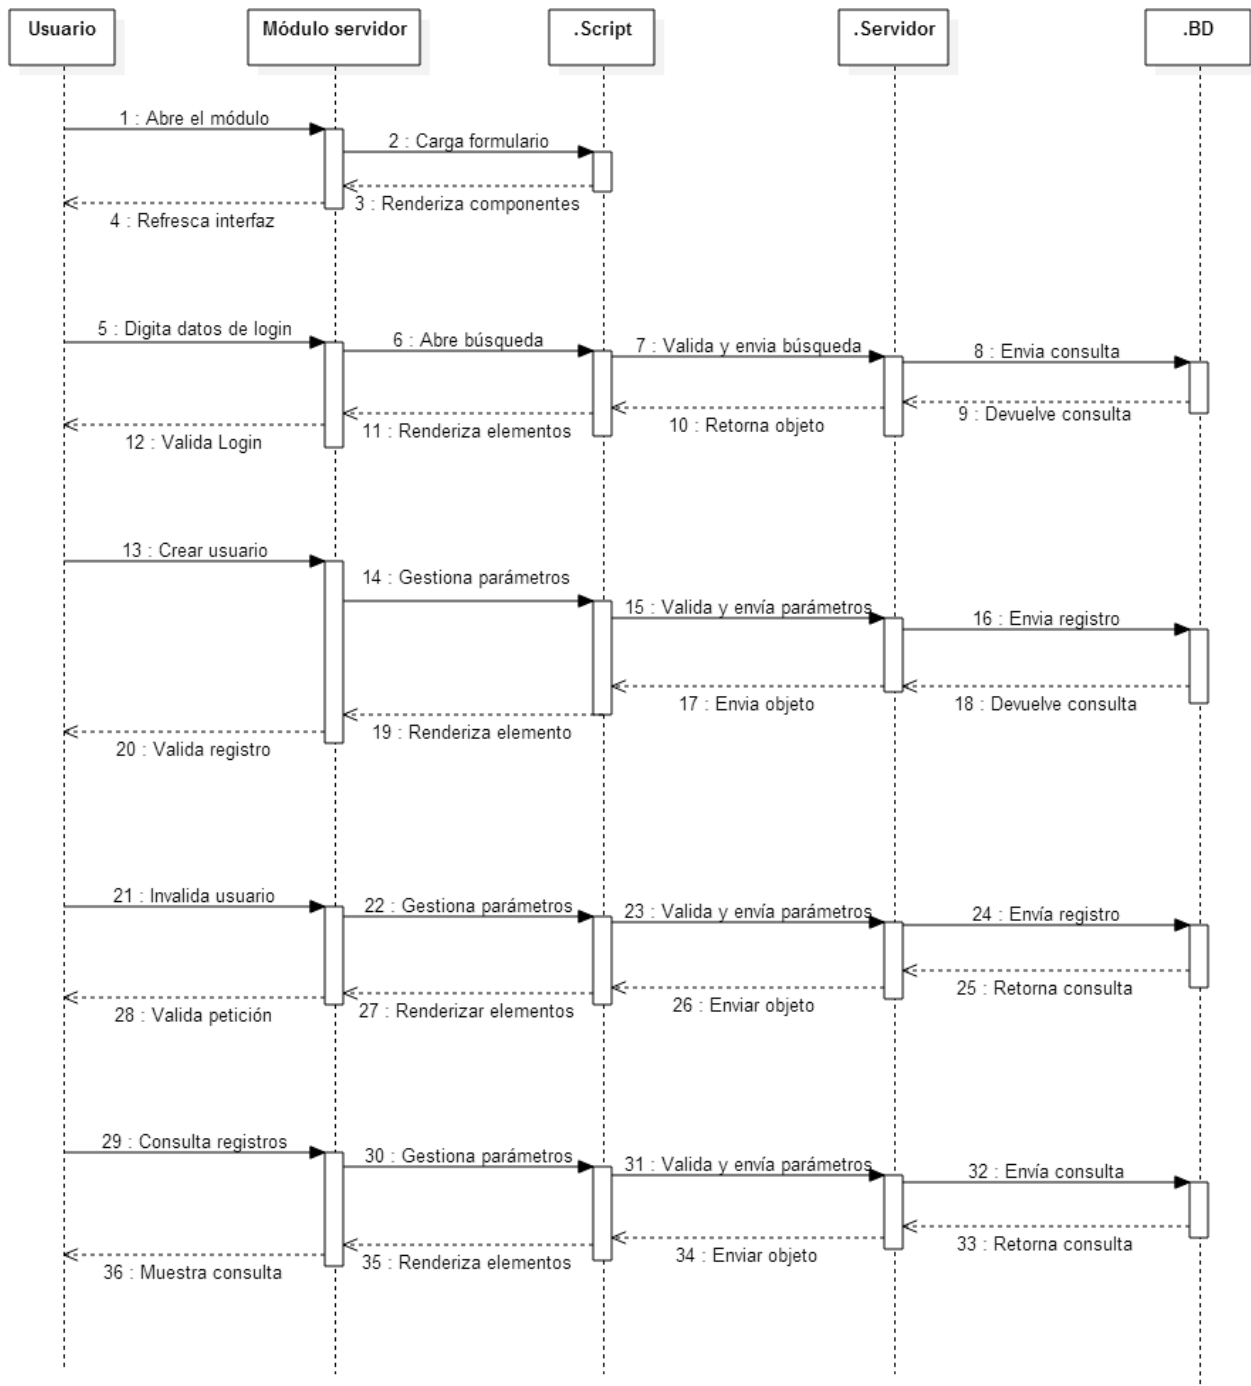 Usuario
Módulo servidor
.Script
.Servidor
.BD
1 : Abre el módulo
2 : Carga formulario
3 : Renderiza componentes
4 : Refresca interfaz
5 : Digita datos de login
6 : Abre búsqueda
7 : Valida y envia búsqueda
8 : Envia consulta
9 : Devuelve consulta
10 : Retorna objeto
11 : Renderiza elementos
12 : Valida Login
13 : Crear usuario
14 : Gestiona parámetros
15 : Valida y envía parámetros
16 : Envia registro
17 : Envia objeto
18 : Devuelve consulta
19 : Renderiza elemento
20 : Valida registro
21 : Invalida usuario
22 : Gestiona parámetros
23 : Valida y envía parámetros
24 : Envía registro
25 : Retorna consulta
26 : Enviar objeto
27 : Renderizar elementos
28 : Valida petición
29 : Consulta registros
30 : Gestiona parámetros
31 : Valida y envía parámetros
32 : Envía consulta
33 : Retorna consulta
34 : Enviar objeto
35 : Renderiza elementos
36 : Muestra consulta